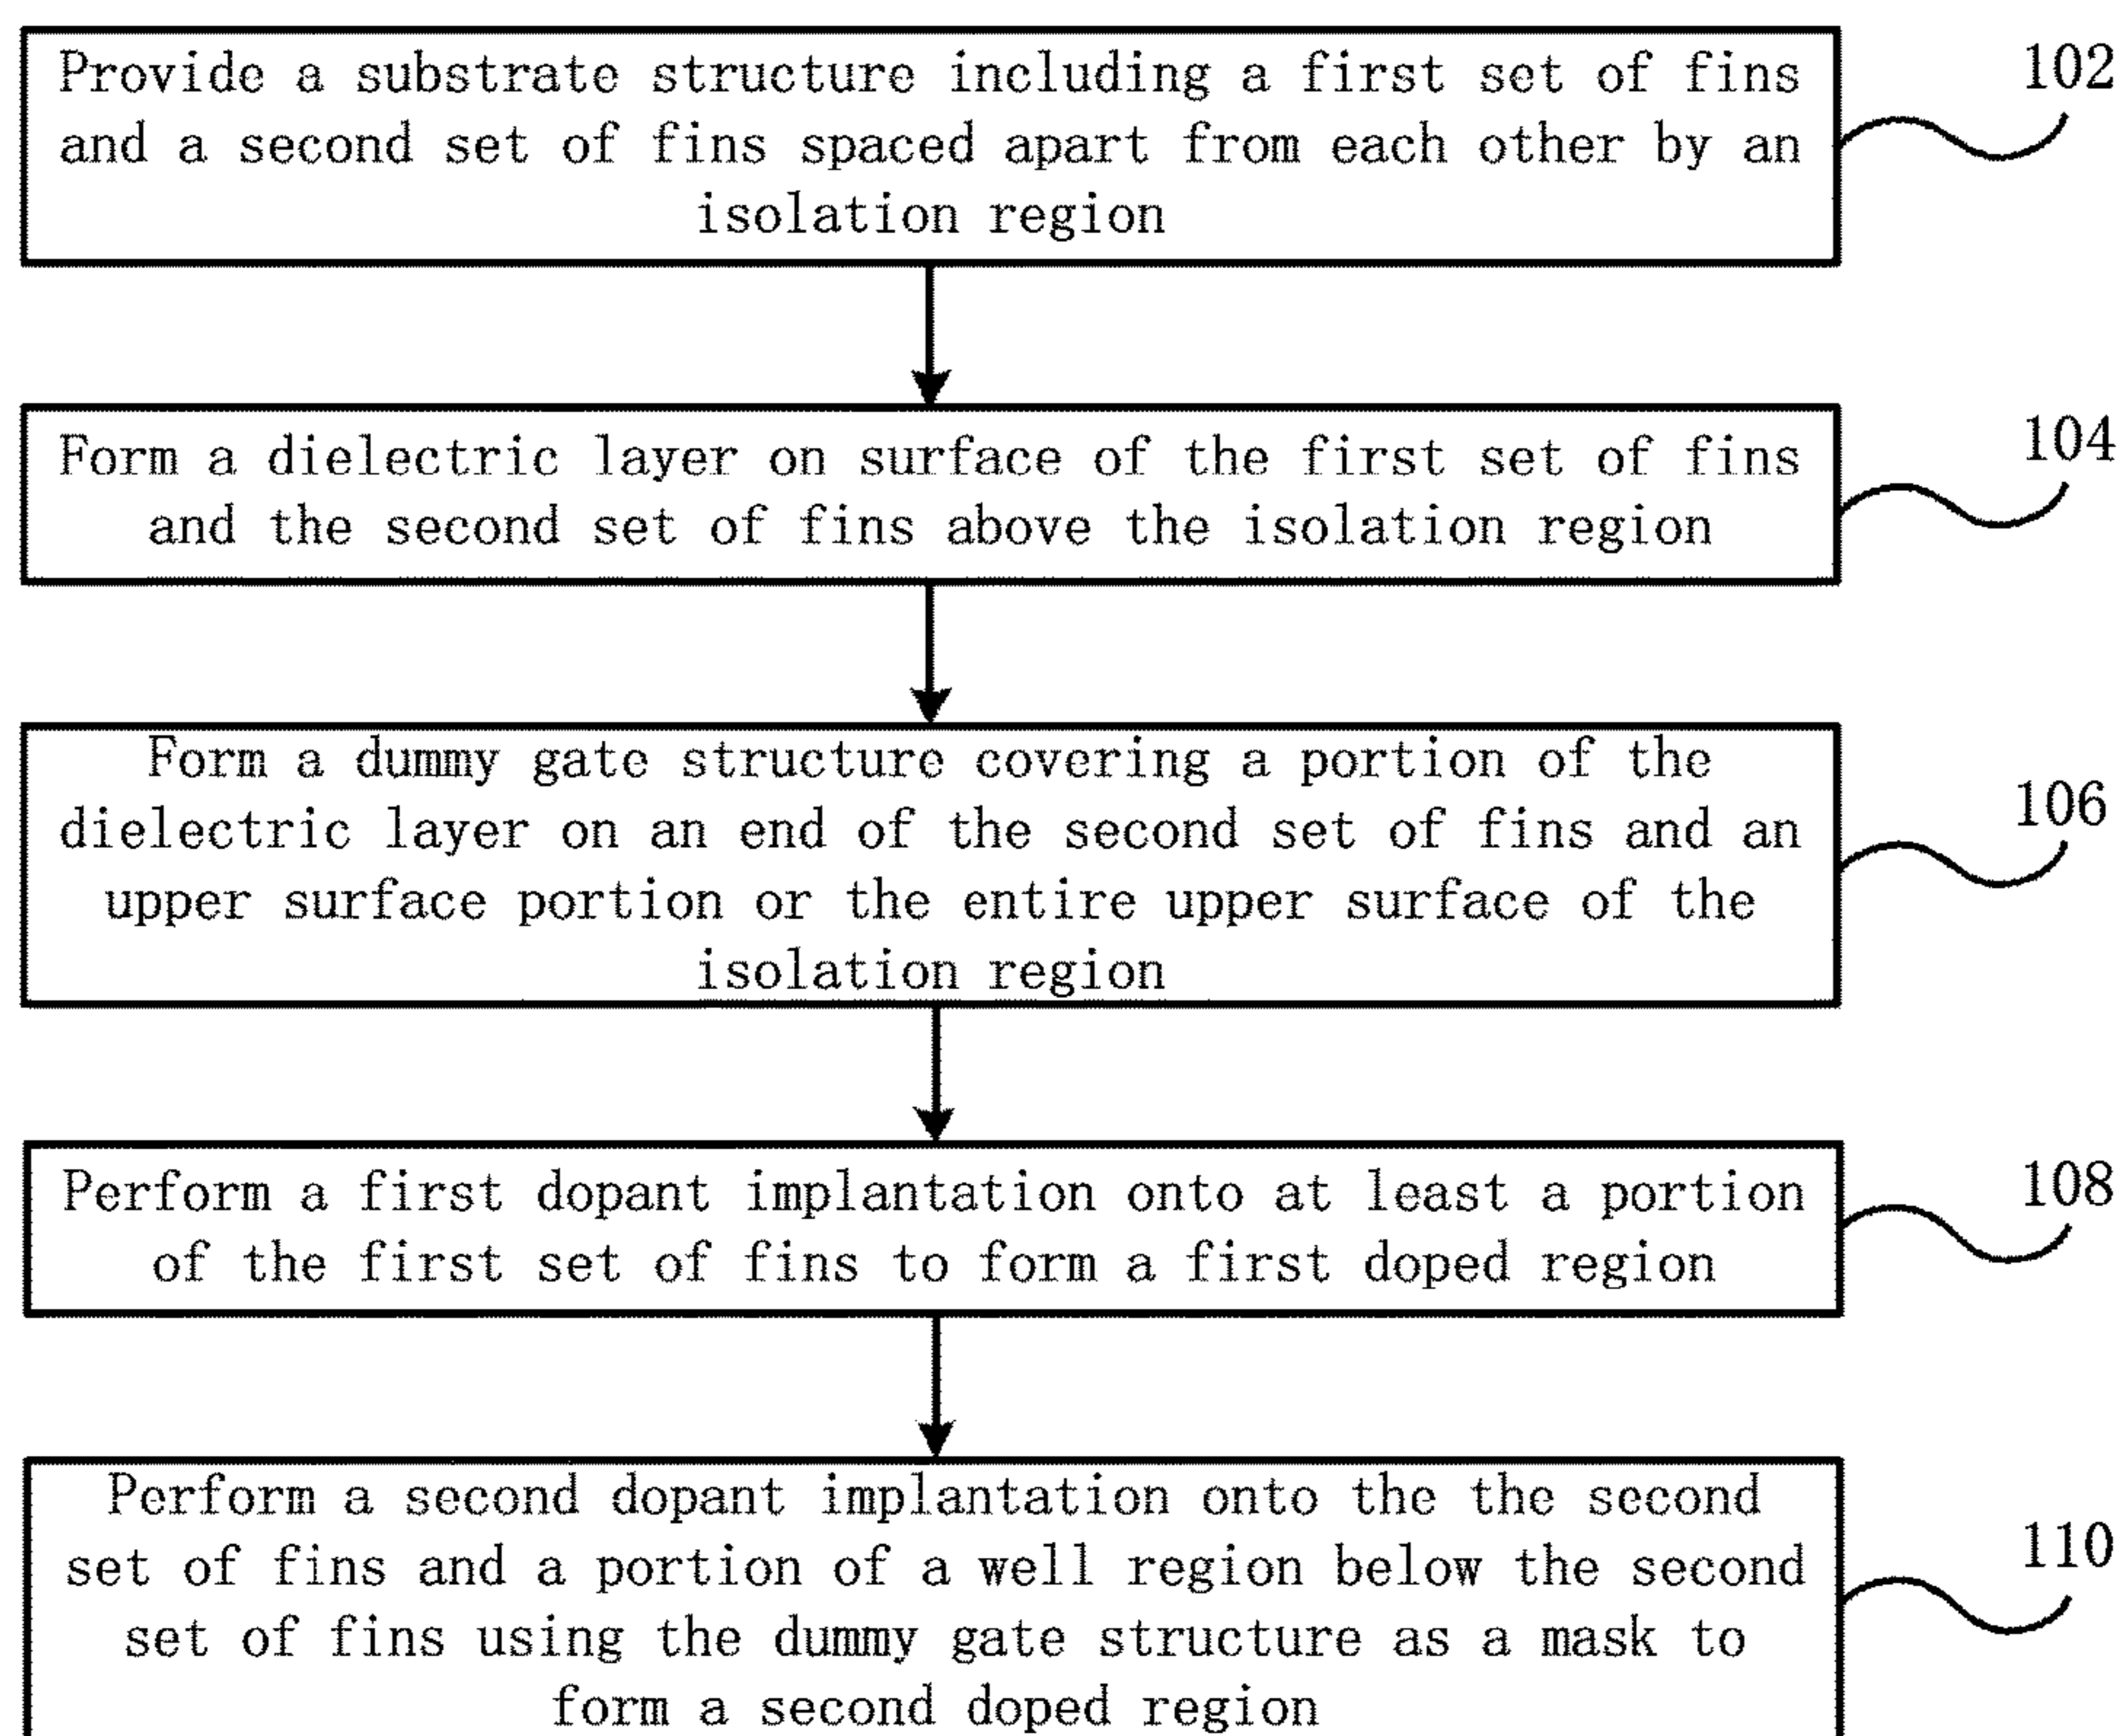 Provide a substrate structure including a first set of fins
and a second set of fins spaced apart from each other by an
isolation region
102
Form a dielectric layer on surface of the first set of fins
and the second set of fins above the isolation region
104
Form a dummy gate structure covering a portion of the
dielectric layer on an end of the second set of fins and an
upper surface portion or the entire upper surface of the
isolation region
106
Perform a first dopant implantation onto at least a portion
of the first set of fins to form a first doped region
108
Perform a second dopant implantation onto the the second
set of fins and a portion of a well region below the second
set of fins using the dummy gate structure as a mask to
form a second doped region
110